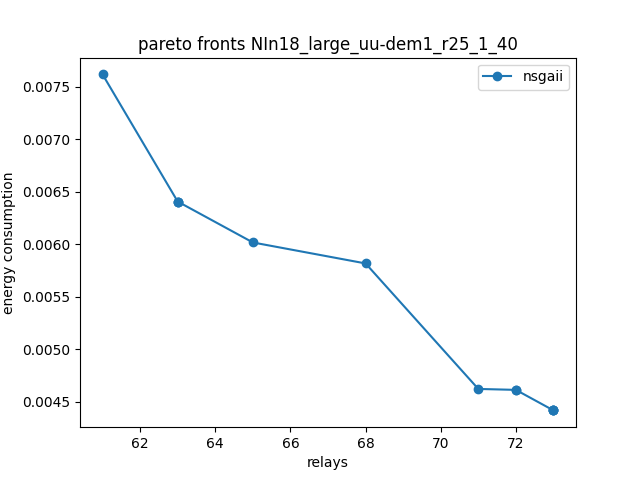 pareto fronts NIn18_large_uu-dem1_r25_1_40
nsgaii
0.0075
0.0070
0.0065
0.0060
0.0055
0.0050
0.0045
energy consumption
62 64 66 68 70 72
relays